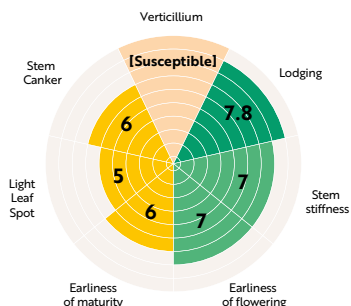 Verticillium
[Susceptible]
Lodging
7.8
Stem
stiffness
7
Earliness
of flowering
7
Earliness
of maturity
6
Light
Leaf
Spot
5
Stem
Canker
6